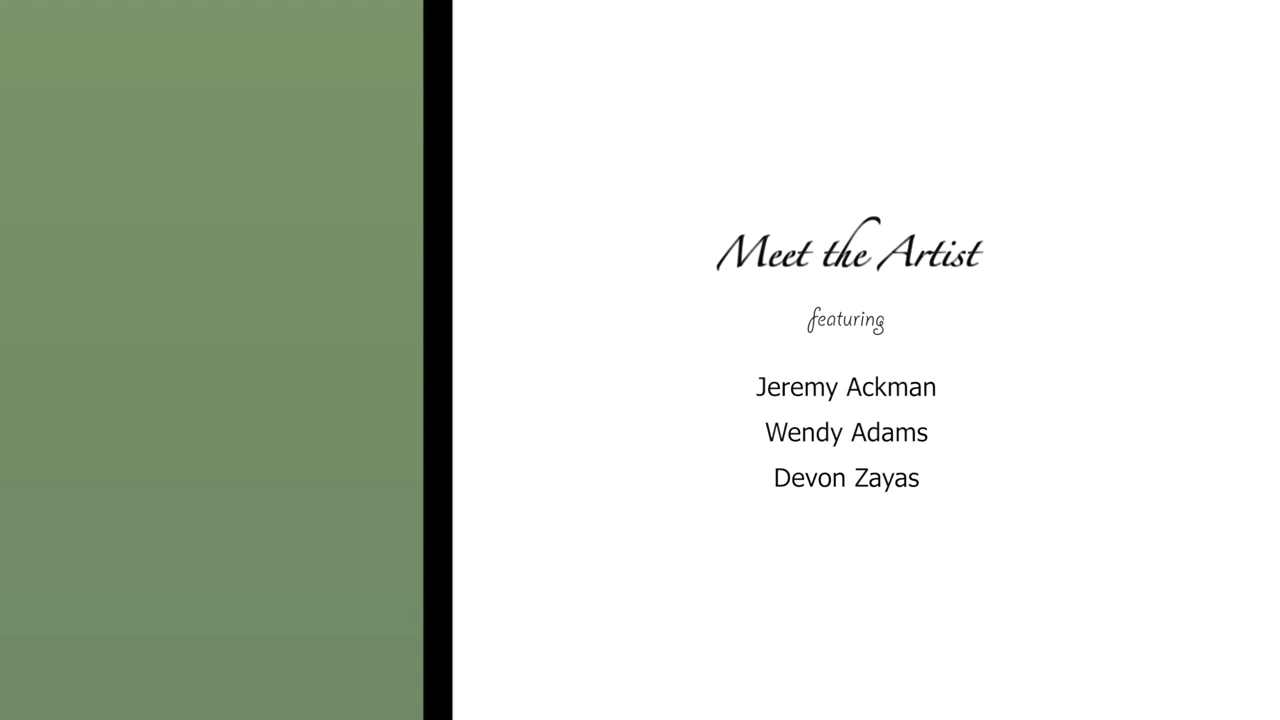 Meet the Artist
featuring
Jeremy Ackman
Wendy Adams
Devon Zayas